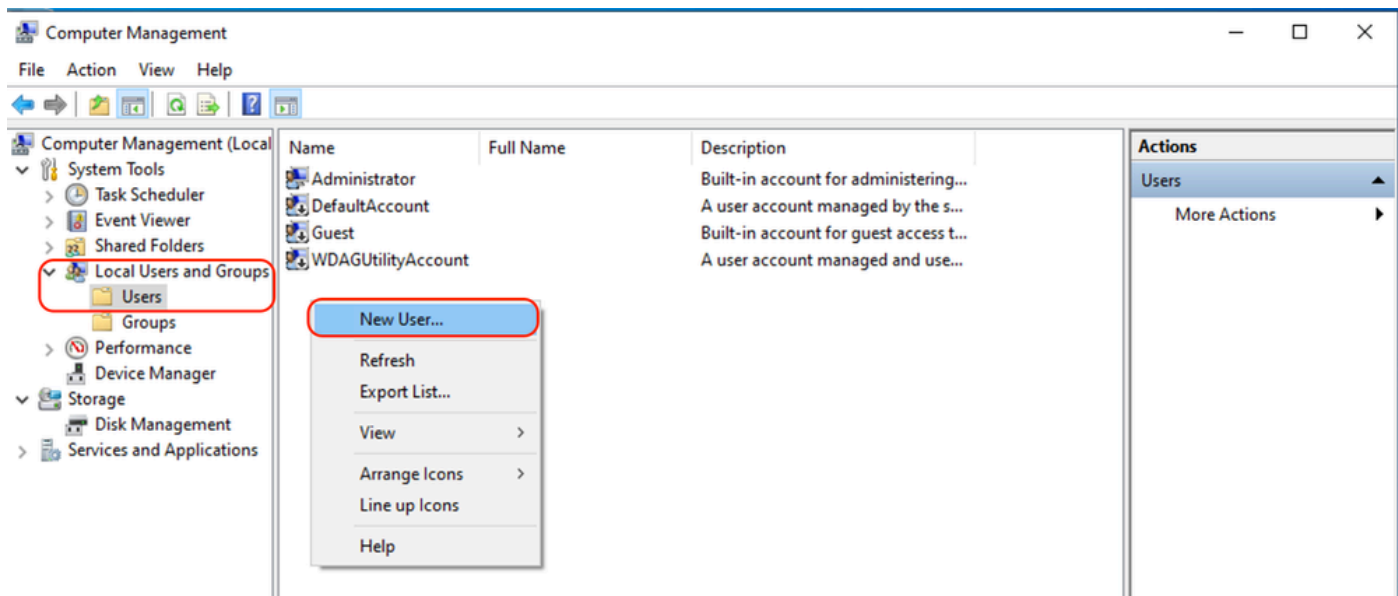 Computer Management
File Action View Help
Computer Management (Local
System Tools
Task Scheduler
Event Viewer
Shared Folders
Local Users and Groups
Users
Groups
Performance
Device Manager
Storage
Disk Management
Services and Applications
Name Full Name Description
Administrator Built-in account for administering...
DefaultAccount A user account managed by the s...
Guest Built-in account for guest access t...
WDAGUtilityAccount A user account managed and use...
New User...
Refresh
Export List...
View
Arrange Icons
Line up Icons
Help
Actions
Users
More Actions